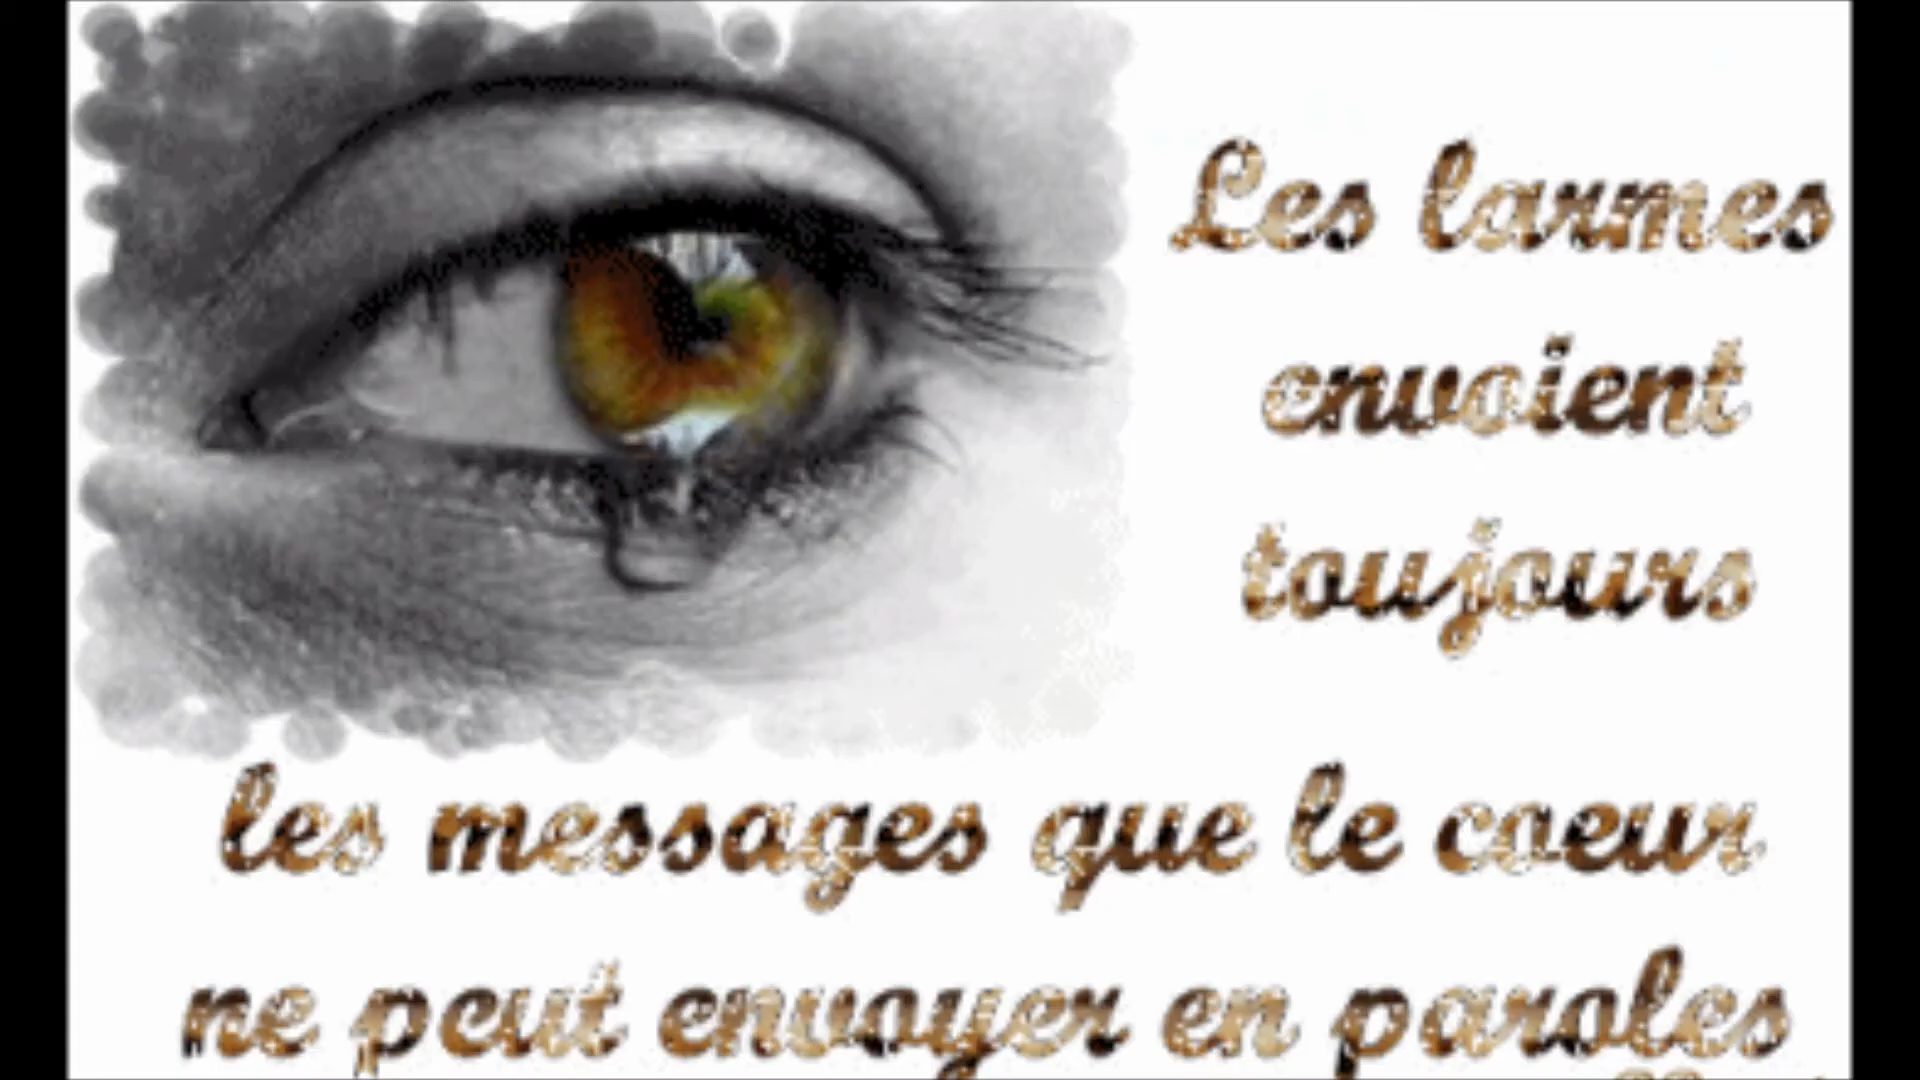 Les larmes
envoient
toujours
les messages que le coeur
ne peut envoyer en paroles